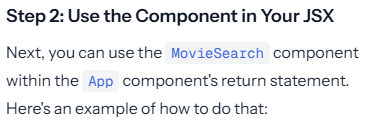 Step 2: Use the Component in Your JSX
Next, you can use the MovieSearch component
within the App component's return statement.
Here's an example of how to do that: